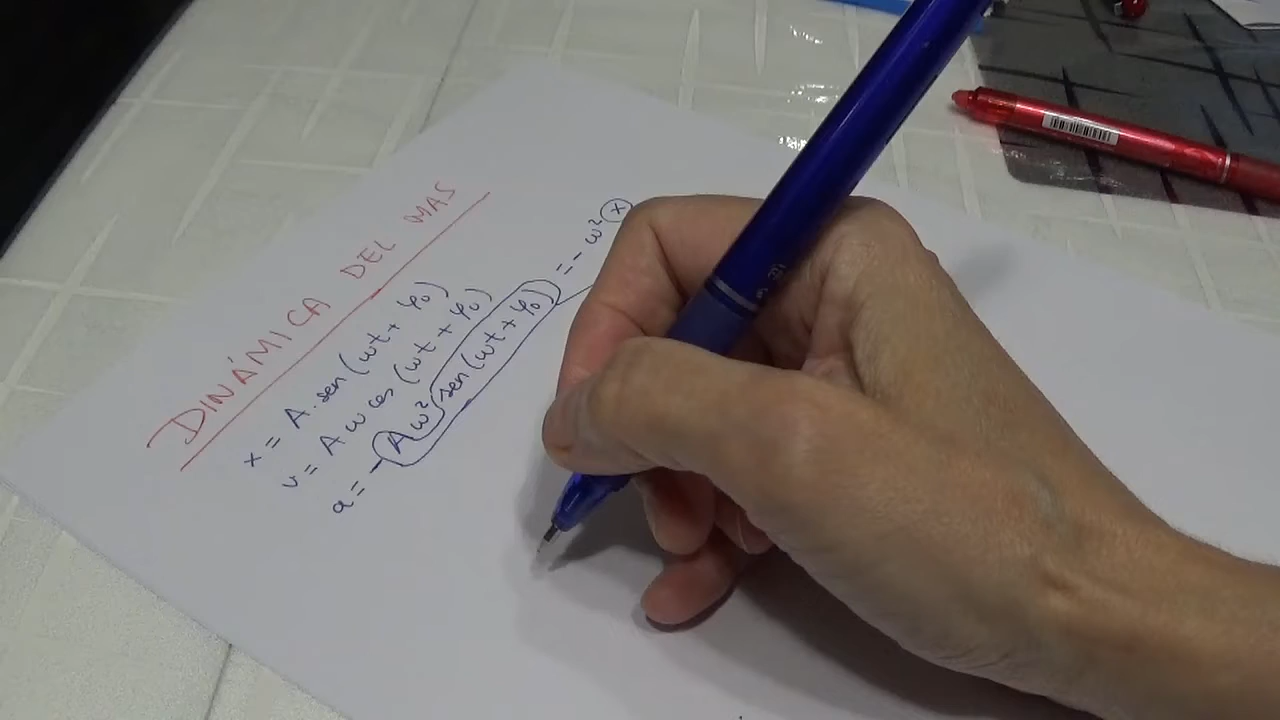 DINÁMICA DEL MAS
x = A · sen (ωt + φ₀)
v = A ω cos (ωt + φ₀)
a = - A ω² sen (ωt + φ₀) = - ω² x